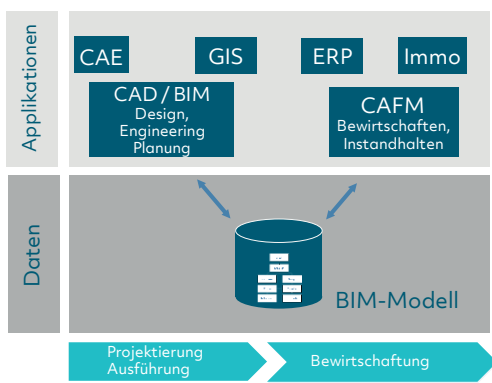 Applikationen
CAE
GIS
ERP
Immo
CAD / BIM
Design,
Engineering
Planung
CAFM
Bewirtschaften,
Instandhalten
Daten
BIM-Modell
Projektierung
Ausführung
Bewirtschaftung